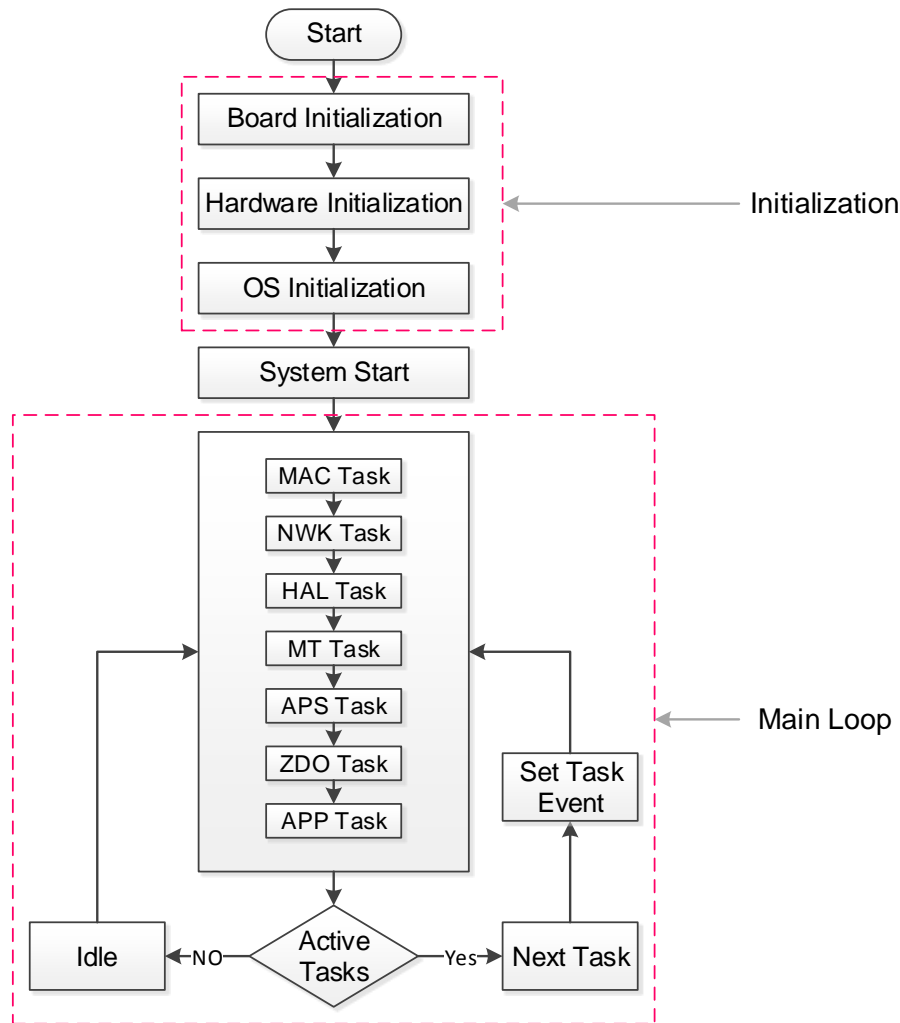 Start
Board Initialization
Hardware Initialization
Initialization
OS Initialization
System Start
MAC Task
NWK Task
HAL Task
MT Task
APS Task
ZDO Task
APP Task
Main Loop
Set Task
Event
Active
Tasks
NO
Yes
Idle
Next Task